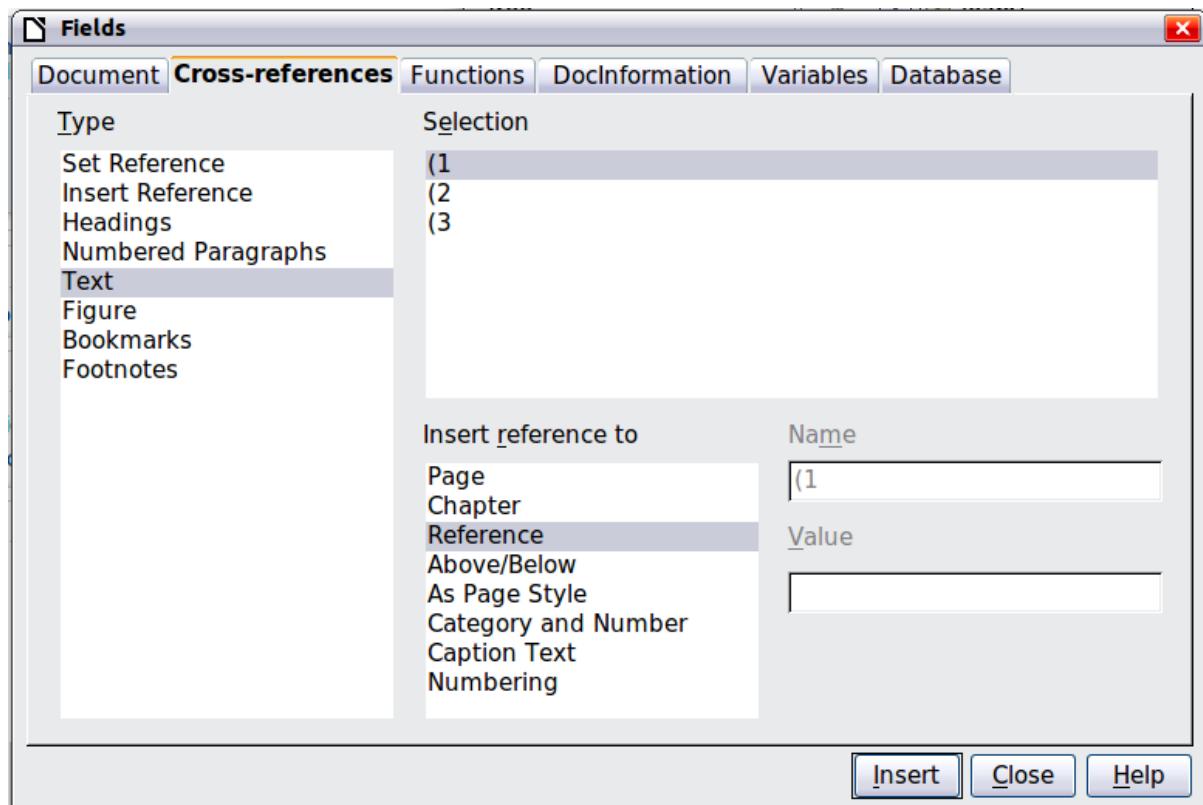 Fields
Document Cross-references Functions DocInformation Variables Database
Type
Set Reference
Insert Reference
Headings
Numbered Paragraphs
Text
Figure
Bookmarks
Footnotes
Selection
(1
(2
(3
Insert reference to
Page
Chapter
Reference
Above/Below
As Page Style
Category and Number
Caption Text
Numbering
Name
(1
Value
Insert Close Help